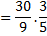 =30/9 . 3/5